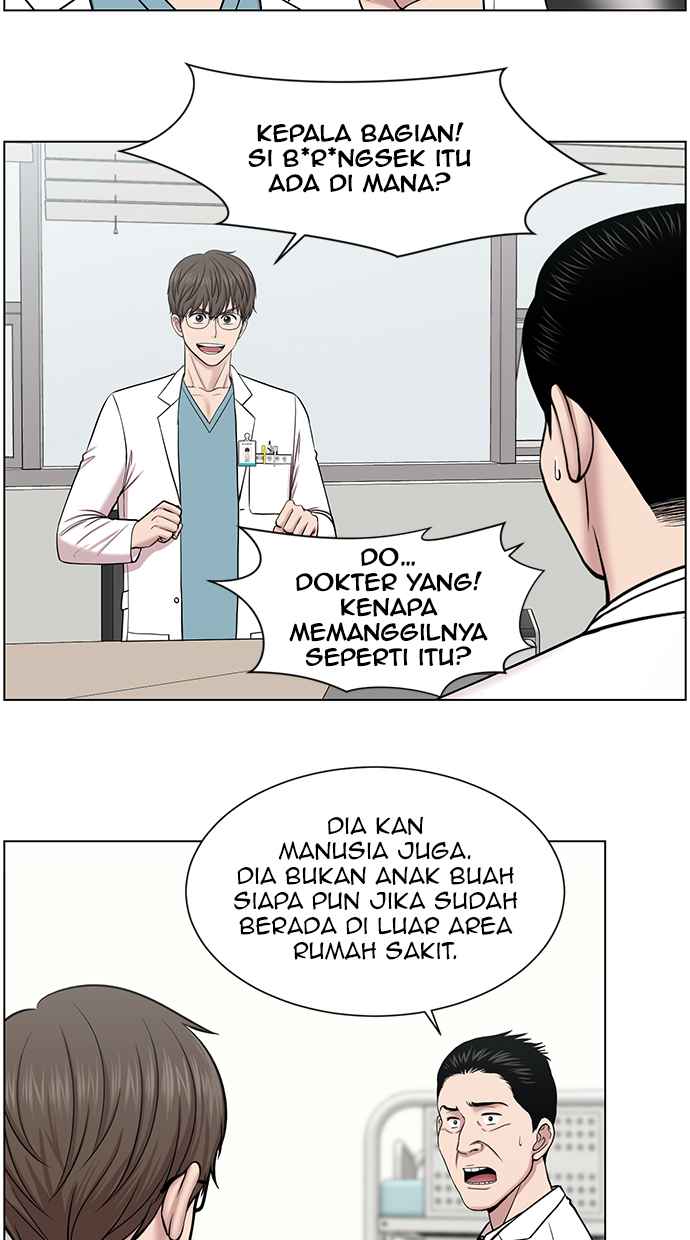 KEPALA BAGIAN!
SI B*R*NGSEK ITU
ADA DI MANA?
DO...
DOKTER YANG!
KENAPA
MEMANGGILNYA
SEPERTI ITU?
DIA KAN
MANUSIA JUGA.
DIA BUKAN ANAK BUAH
SIAPA PUN JIKA SUDAH
BERADA DI LUAR AREA
RUMAH SAKIT.